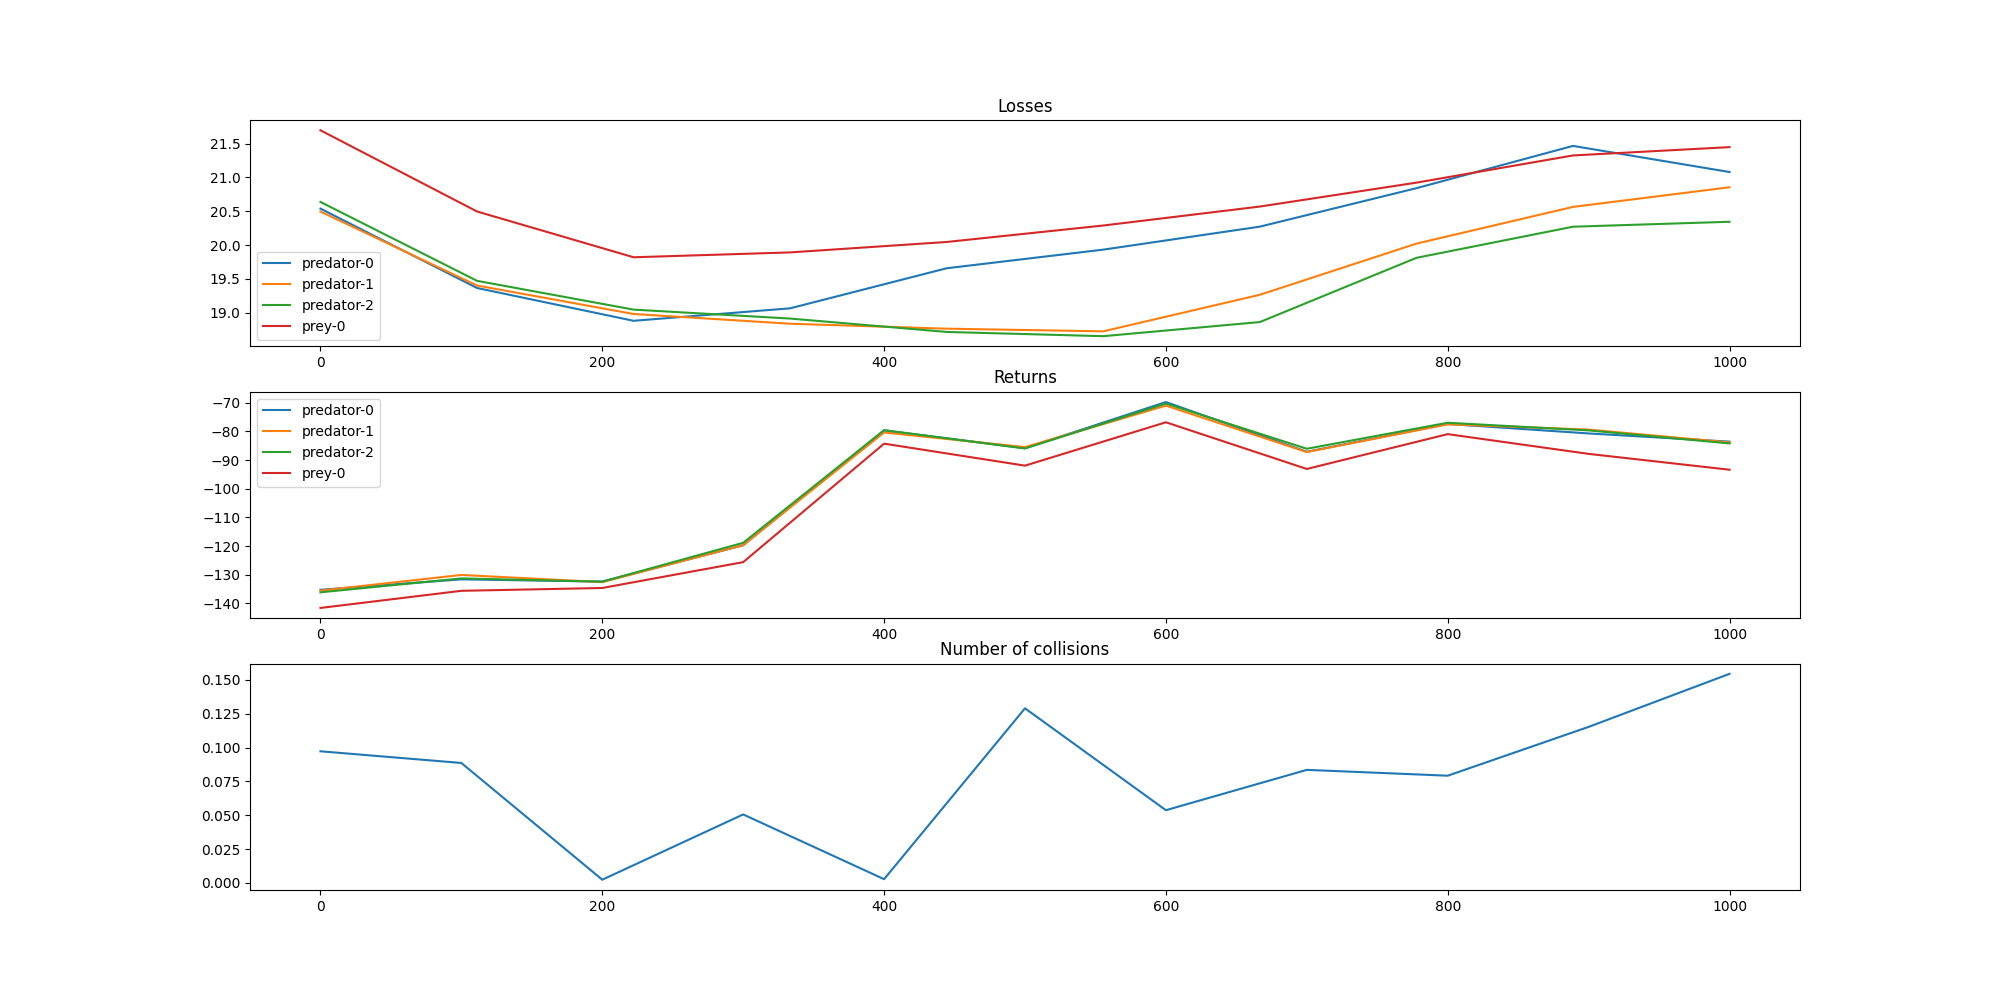 Losses
21.5
21.0
20.5
20.0
19.5
19.0
predator-0
predator-1
predator-2
prey-0
0 200 400 600 800 1000
Returns
−70
−80
−90
−100
−110
−120
−130
−140
predator-0
predator-1
predator-2
prey-0
0 200 400 600 800 1000
Number of collisions
0.150
0.125
0.100
0.075
0.050
0.025
0.000
0 200 400 600 800 1000